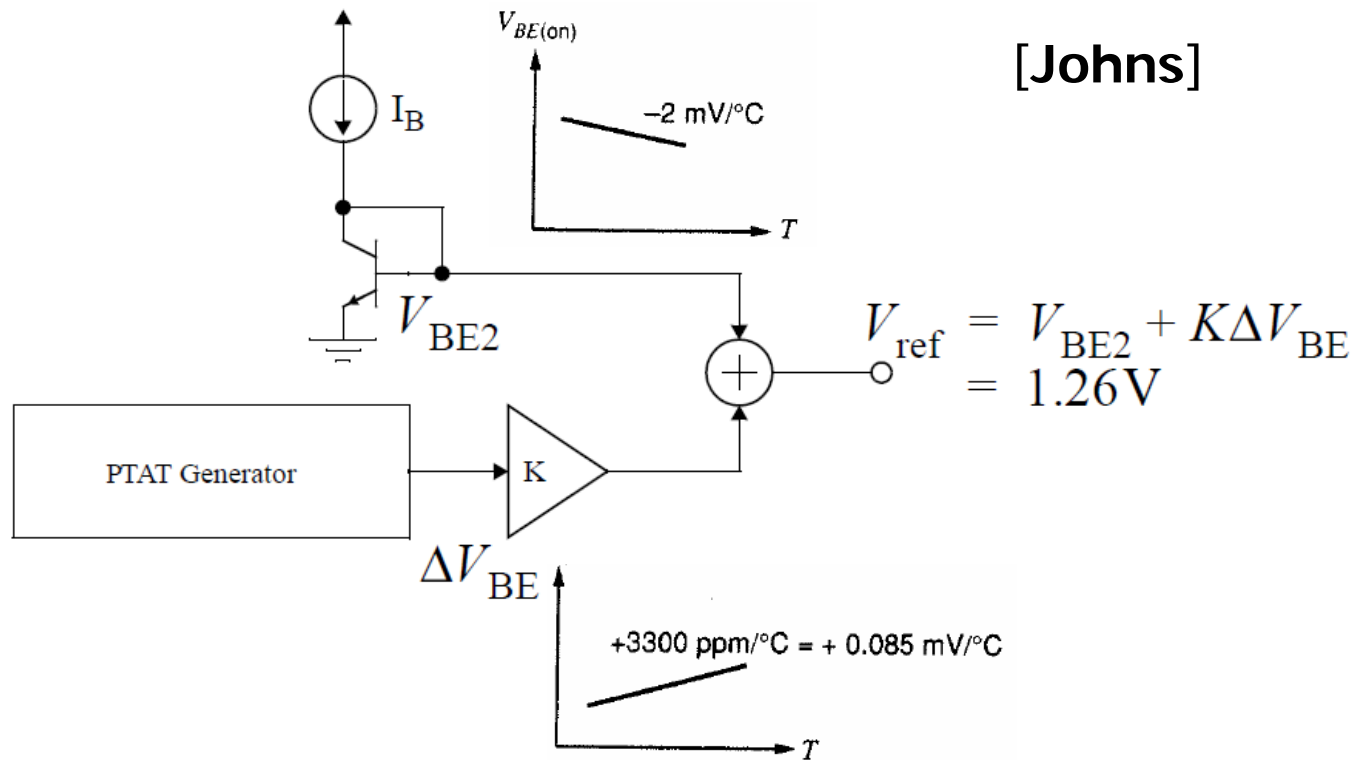 V_BE(on)
[Johns]
−2 mV/°C
I_B
T
V_BE2
V_ref = V_BE2 + KΔV_BE
= 1.26V
+
PTAT Generator
K
ΔV_BE
+3300 ppm/°C = + 0.085 mV/°C
T